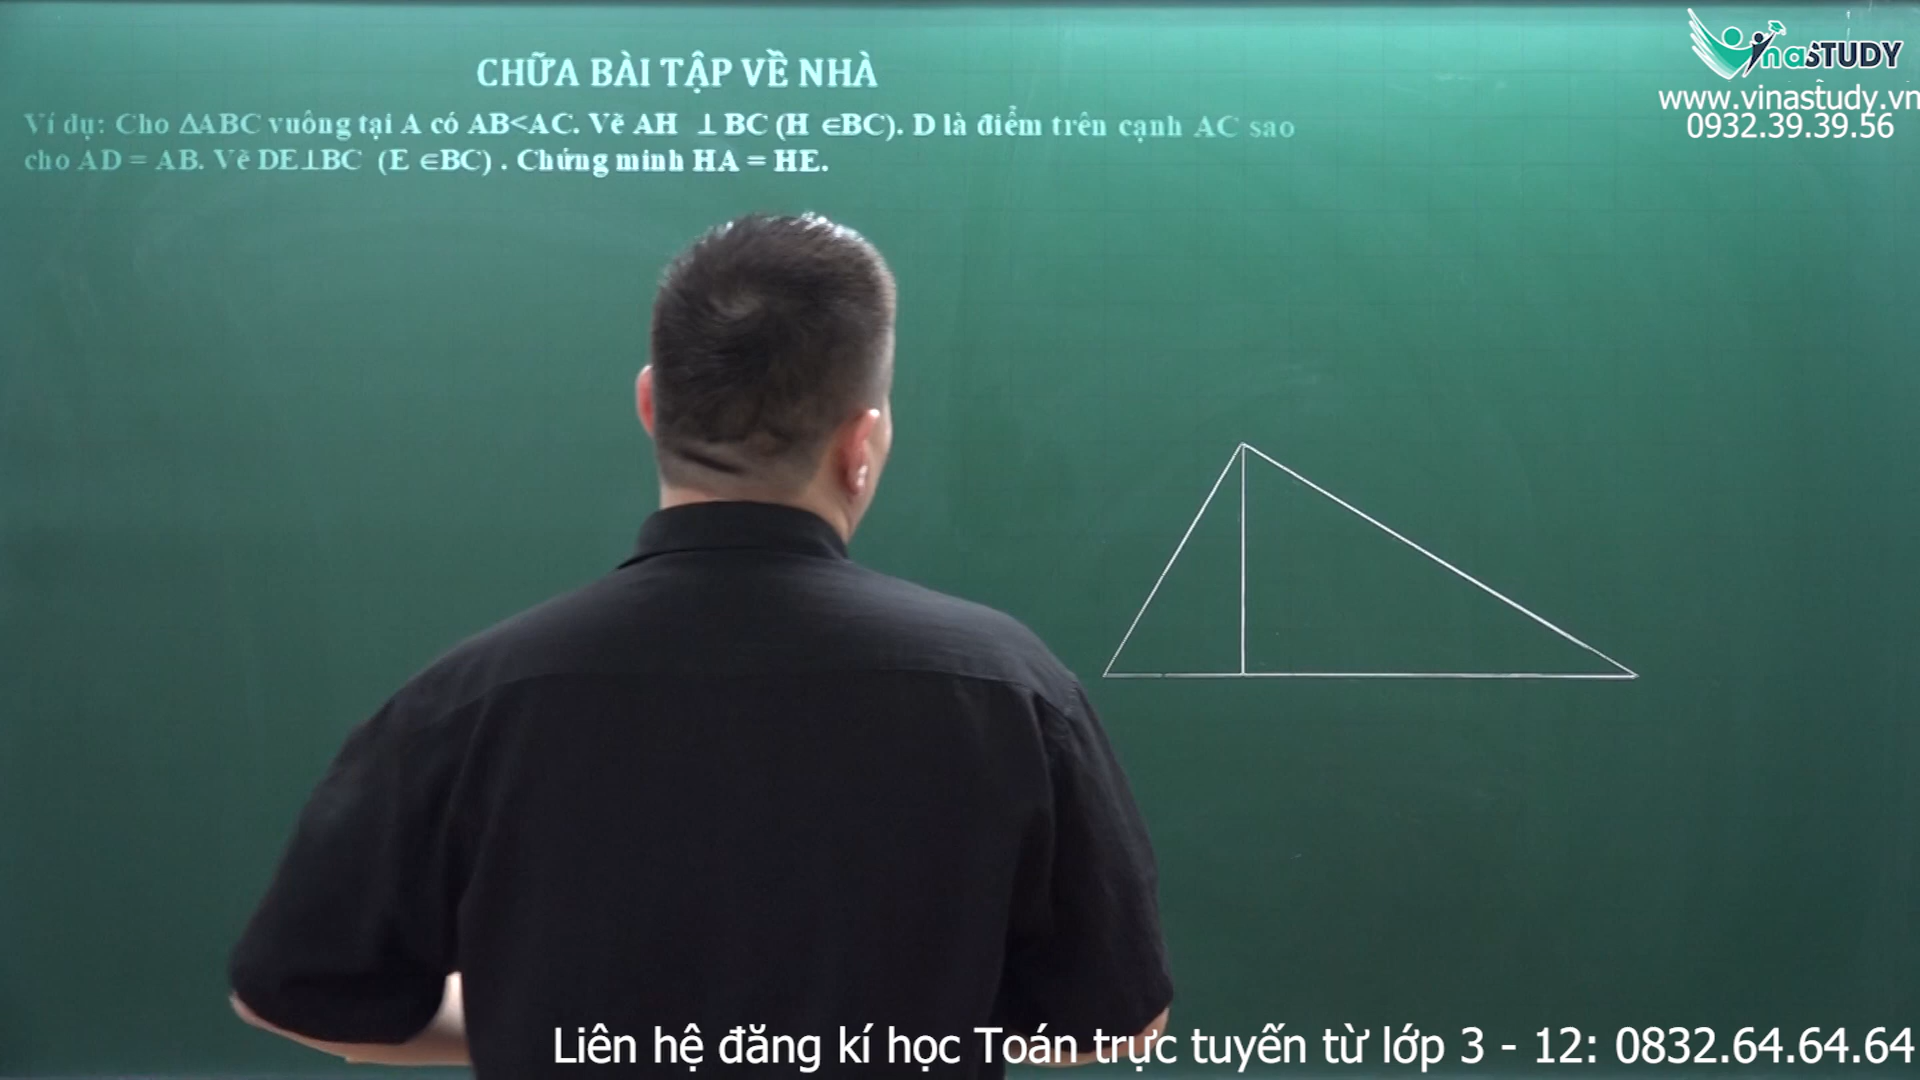 CHỮA BÀI TẬP VỀ NHÀ
Ví dụ: Cho ΔABC vuông tại A có AB<AC. Vẽ AH ⊥ BC (H ∈BC). D là điểm trên cạnh AC sao
cho AD = AB. Vẽ DE⊥BC (E ∈BC) . Chứng minh HA = HE.
VinaSTUDY
www.vinastudy.vn
0932.39.39.56
Liên hệ đăng kí học Toán trực tuyến từ lớp 3 - 12: 0832.64.64.64